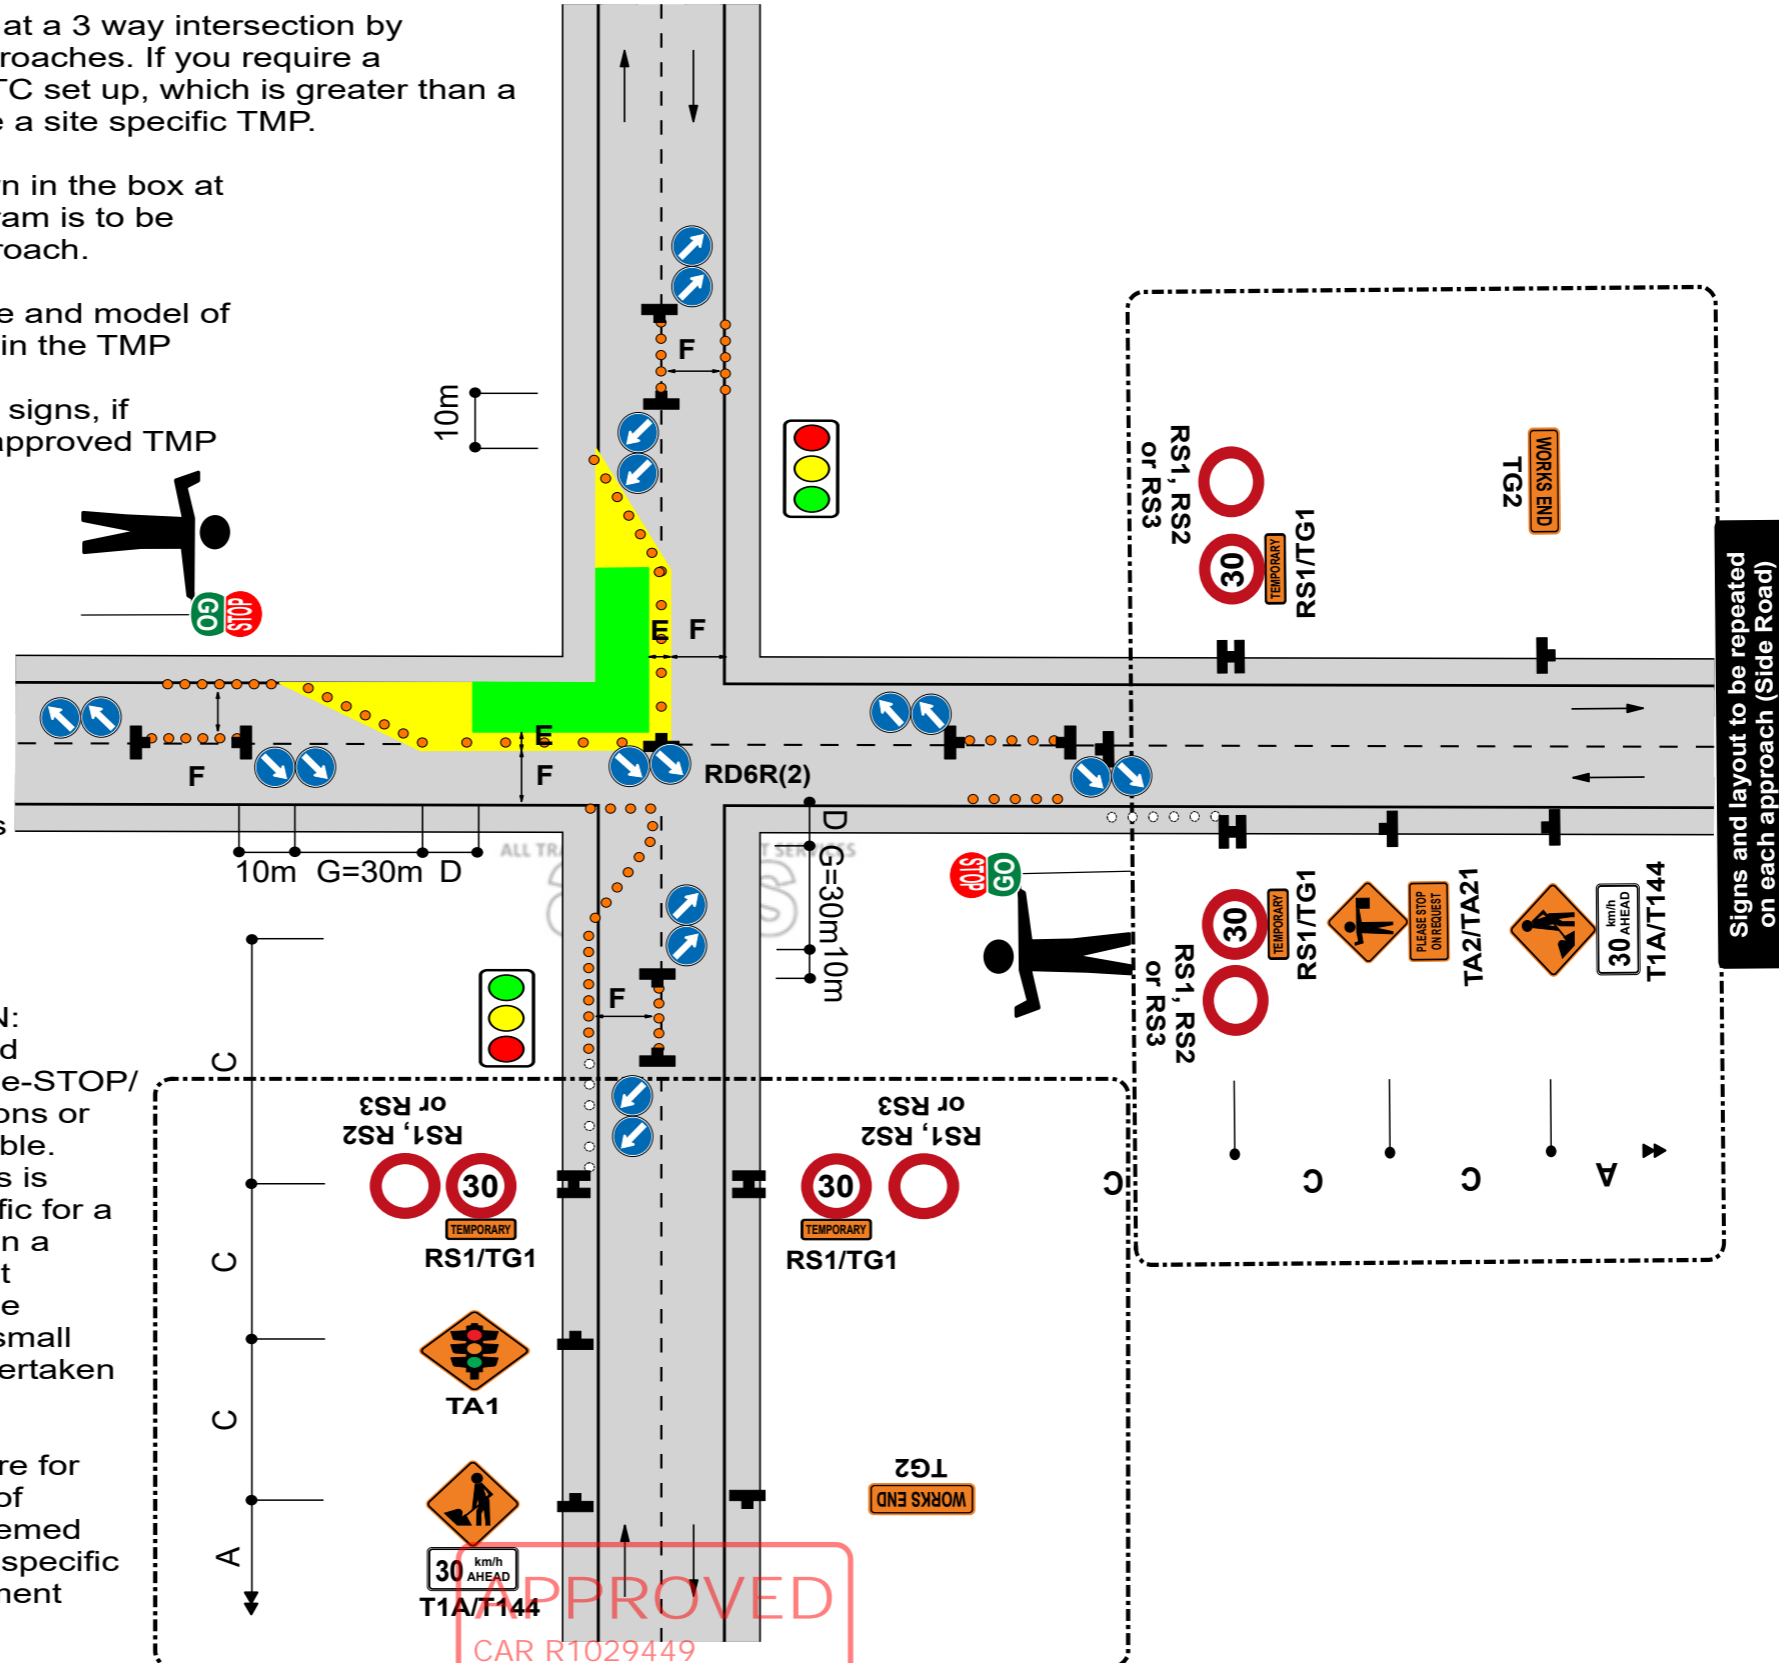 at a 3 way intersection by
roaches. If you require a
TC set up, which is greater than a
e a site specific TMP.
n in the box at
ram is to be
roach.
e and model of
in the TMP
signs, if
approved TMP
10m
F
GO
STOP
RS1, RS2
or RS3
30
TEMPORARY
RS1/TG1
WORKS END
TG2
Signs and layout to be repeated
on each approach (Side Road)
E
F
E
F
F
RD6R(2)
s
10m G=30m D
D
G=30m
10m
ALL TRA
T SERVICES
STOP
GO
30
TEMPORARY
RS1/TG1
RS1, RS2
or RS3
PLEASE STOP
ON REQUEST
TA2/TA21
30 km/h
AHEAD
T1A/T144
C
C
C
A
F
N:
d
e-STOP/
ons or
ble.
s is
fic for a
n a
t
e
small
ertaken
re for
of
emed
specific
ment
C
C
C
A
RS1, RS2
or RS3
30
TEMPORARY
RS1/TG1
TA1
30 km/h
AHEAD
T1A/T144
RS1, RS2
or RS3
30
TEMPORARY
RS1/TG1
TG2
WORKS END
APPROVED
CAR R1029449